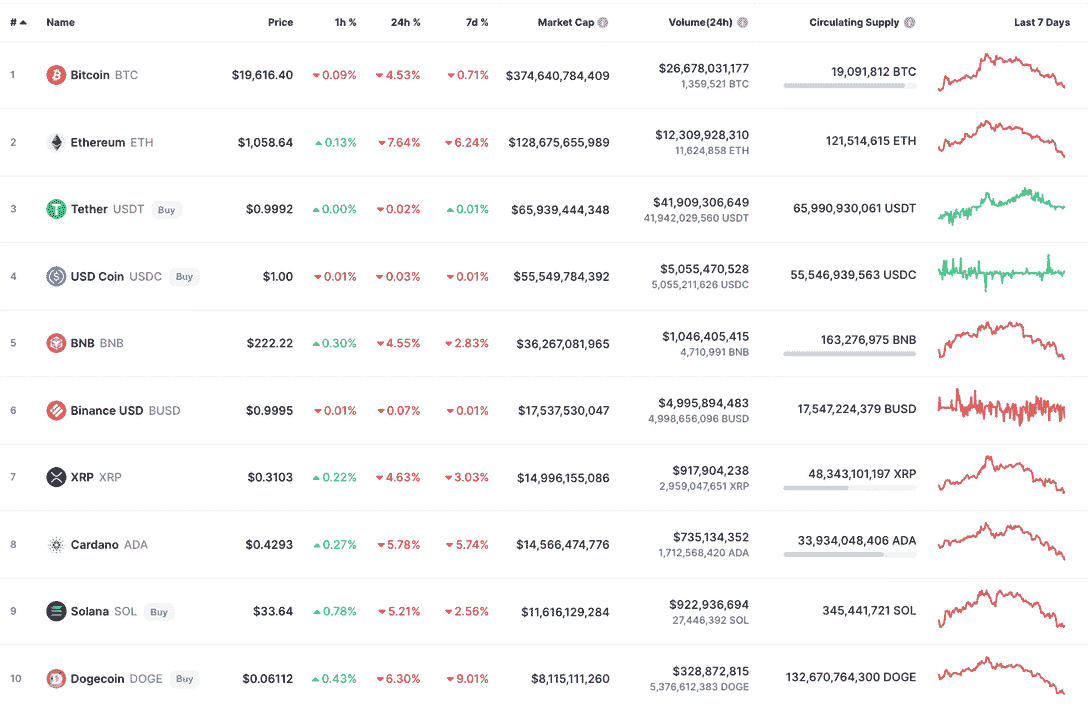 # Name Price 1h % 24h % 7d % Market Cap Volume(24h) Circulating Supply Last 7 Days
1 Bitcoin BTC $19,616.40 0.09% 4.53% 0.71% $374,640,784,409 $26,678,031,177 19,091,812 BTC
1,359,521 BTC
2 Ethereum ETH $1,058.64 0.13% 7.64% 6.24% $128,675,655,989 $12,309,928,310 121,514,615 ETH
11,624,858 ETH
3 Tether USDT Buy $0.9992 0.00% 0.02% 0.01% $65,939,444,348 $41,909,306,649 65,990,930,061 USDT
41,942,029,560 USDT
4 USD Coin USDC Buy $1.00 0.01% 0.03% 0.01% $55,549,784,392 $5,055,470,528 55,546,939,563 USDC
5,055,211,626 USDC
5 BNB BNB $222.22 0.30% 4.55% 2.83% $36,267,081,965 $1,046,405,415 163,276,975 BNB
4,710,991 BNB
6 Binance USD BUSD $0.9995 0.01% 0.07% 0.01% $17,537,530,047 $4,995,894,483 17,547,224,379 BUSD
4,998,656,096 BUSD
7 XRP XRP $0.3103 0.22% 4.63% 3.03% $14,996,155,086 $917,904,238 48,343,101,197 XRP
2,959,047,651 XRP
8 Cardano ADA $0.4293 0.27% 5.78% 5.74% $14,566,474,776 $735,134,352 33,934,048,406 ADA
1,712,568,420 ADA
9 Solana SOL Buy $33.64 0.78% 5.21% 2.56% $11,616,129,284 $922,936,694 345,441,721 SOL
27,446,392 SOL
10 Dogecoin DOGE Buy $0.06112 0.43% 6.30% 9.01% $8,115,111,260 $328,872,815 132,670,764,300 DOGE
5,376,612,383 DOGE